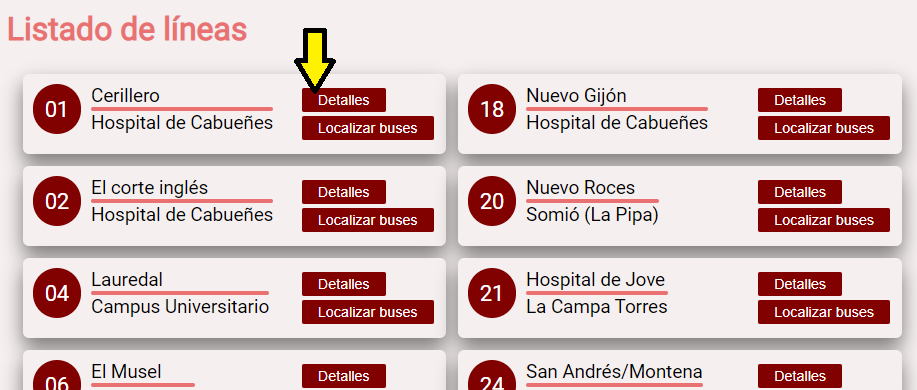 Listado de líneas
01
Cerillero
Hospital de Cabueñes
Detalles
Localizar buses
18
Nuevo Gijón
Hospital de Cabueñes
Detalles
Localizar buses
02
El corte inglés
Hospital de Cabueñes
Detalles
Localizar buses
20
Nuevo Roces
Somió (La Pipa)
Detalles
Localizar buses
04
Lauredal
Campus Universitario
Detalles
Localizar buses
21
Hospital de Jove
La Campa Torres
Detalles
Localizar buses
06
El Musel
Detalles
24
San Andrés/Montena
Detalles